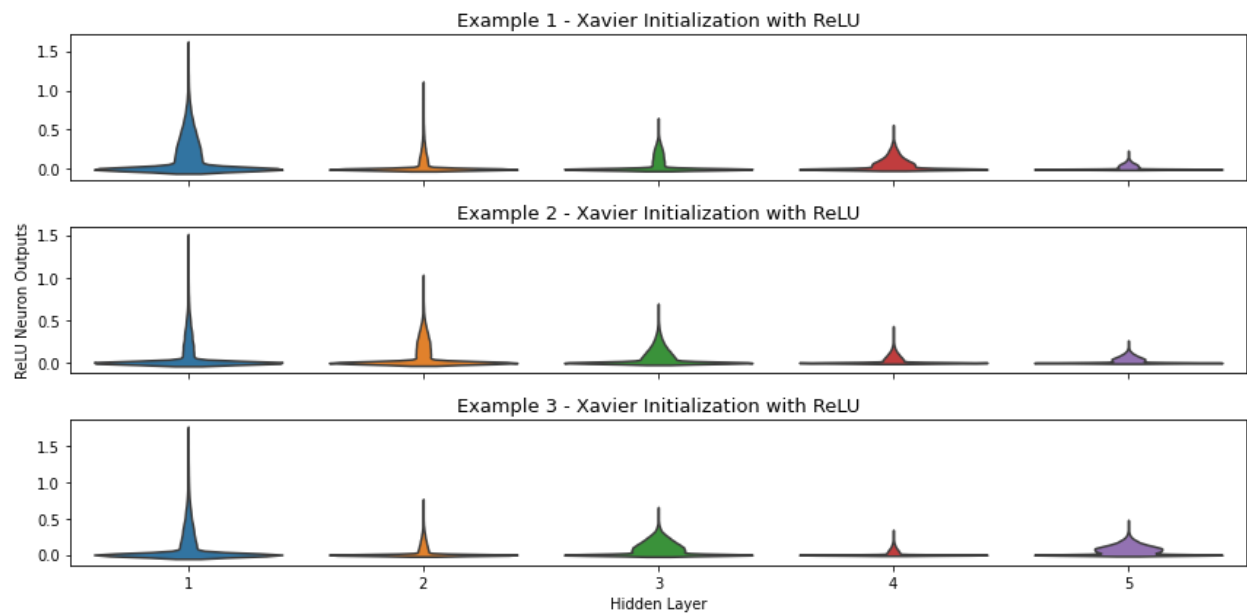 Example 1 - Xavier Initialization with ReLU
1.5
1.0
0.5
0.0
Example 2 - Xavier Initialization with ReLU
1.5
1.0
0.5
0.0
ReLU Neuron Outputs
Example 3 - Xavier Initialization with ReLU
1.5
1.0
0.5
0.0
1 2 3 4 5
Hidden Layer